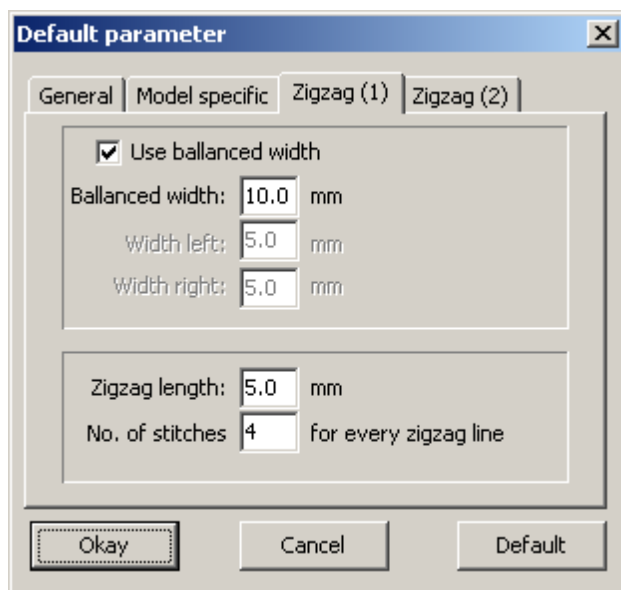 Default parameter
General Model specific Zigzag (1) Zigzag (2)
Use ballanced width
Ballanced width: 10.0 mm
Width left: 5.0 mm
Width right: 5.0 mm
Zigzag length: 5.0 mm
No. of stitches 4 for every zigzag line
Okay Cancel Default